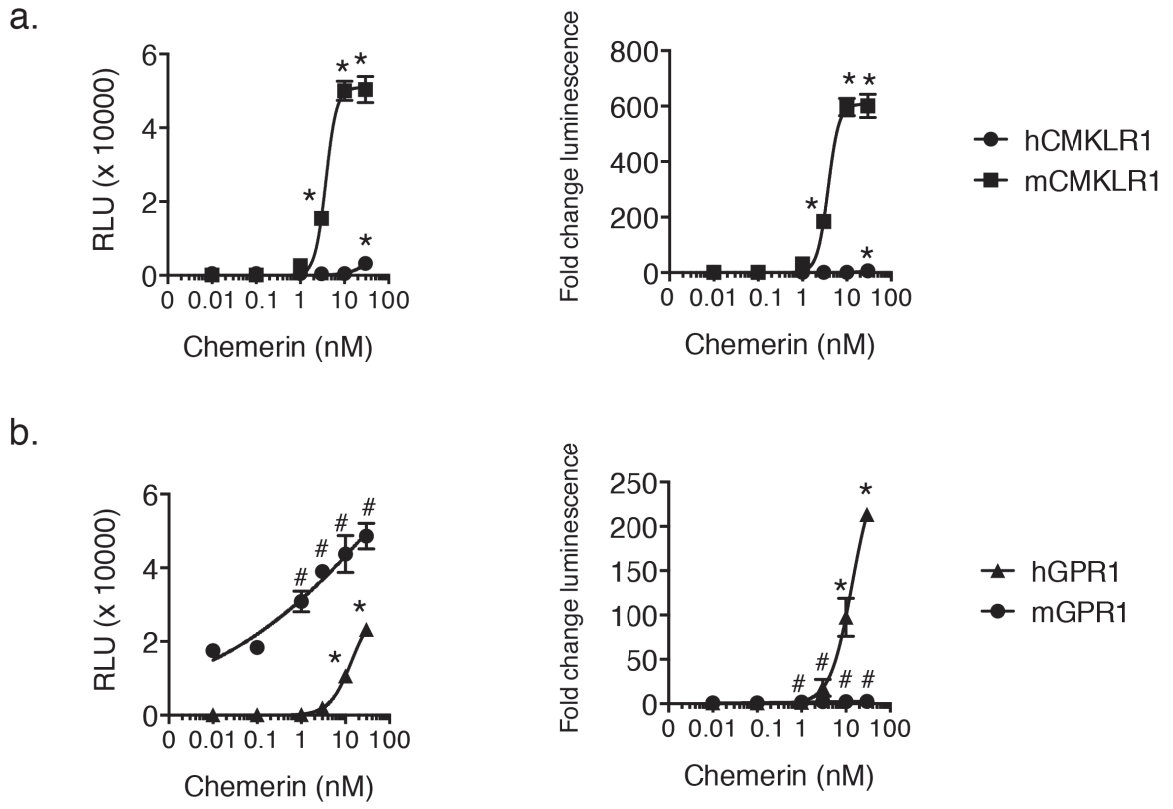 a.
RLU (x 10000)
6
4
2
0
* * * *
0 0.01 0.1 1 10 100
Chemerin (nM)
Fold change luminescence
800
600
400
200
0
* * * *
0 0.01 0.1 1 10 100
Chemerin (nM)
hCMKLR1
mCMKLR1
b.
RLU (x 10000)
6
4
2
0
# # # #
* *
0 0.01 0.1 1 10 100
Chemerin (nM)
Fold change luminescence
250
200
150
100
50
0
* *
# # # #
0 0.01 0.1 1 10 100
Chemerin (nM)
hGPR1
mGPR1